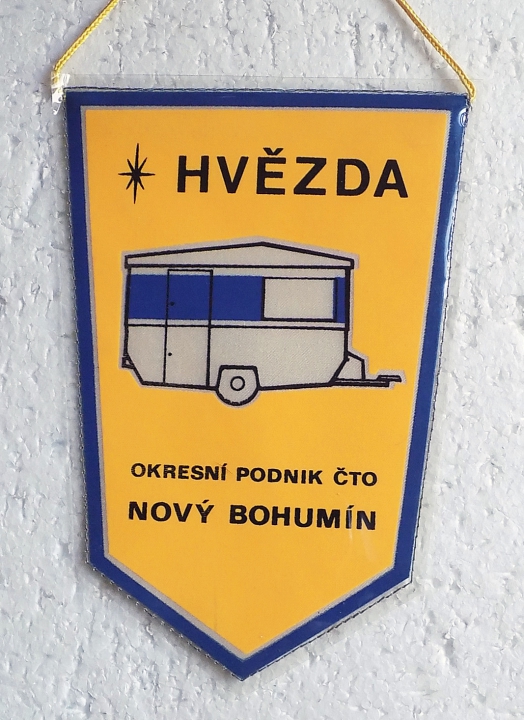 HVĚZDA
OKRESNÍ PODNIK ČTO
NOVÝ BOHUMÍN